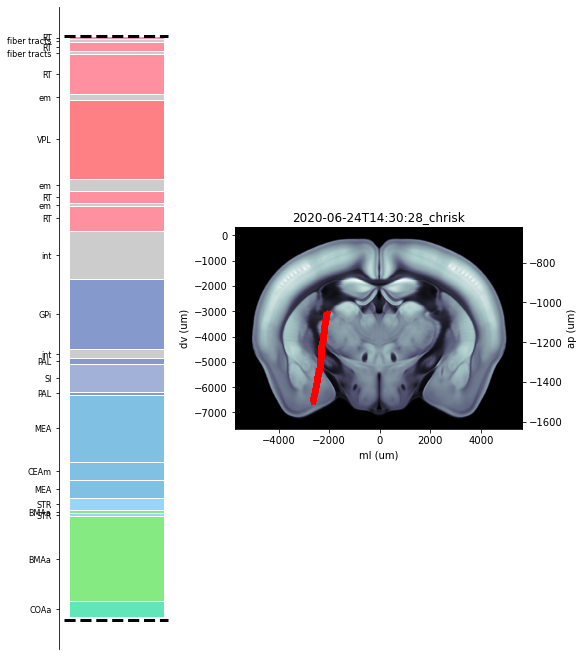 RT
fiber tracts
RT
fiber tracts
RT
em
VPL
em
RT
em
RT
int
GPi
int
PAL
SI
PAL
MEA
CEAm
MEA
STR
BMAa
STR
BMAa
COAa
2020-06-24T14:30:28_chrisk
0
−1000
−2000
−3000
−4000
−5000
−6000
−7000
dv (um)
−800
−1000
−1200
−1400
−1600
ap (um)
−4000 −2000 0 2000 4000
ml (um)